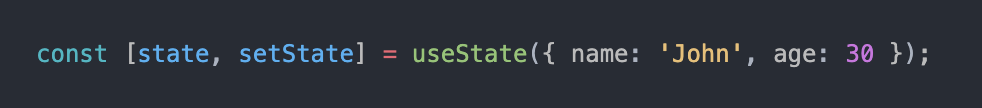 const [state, setState] = useState({ name: 'John', age: 30 });